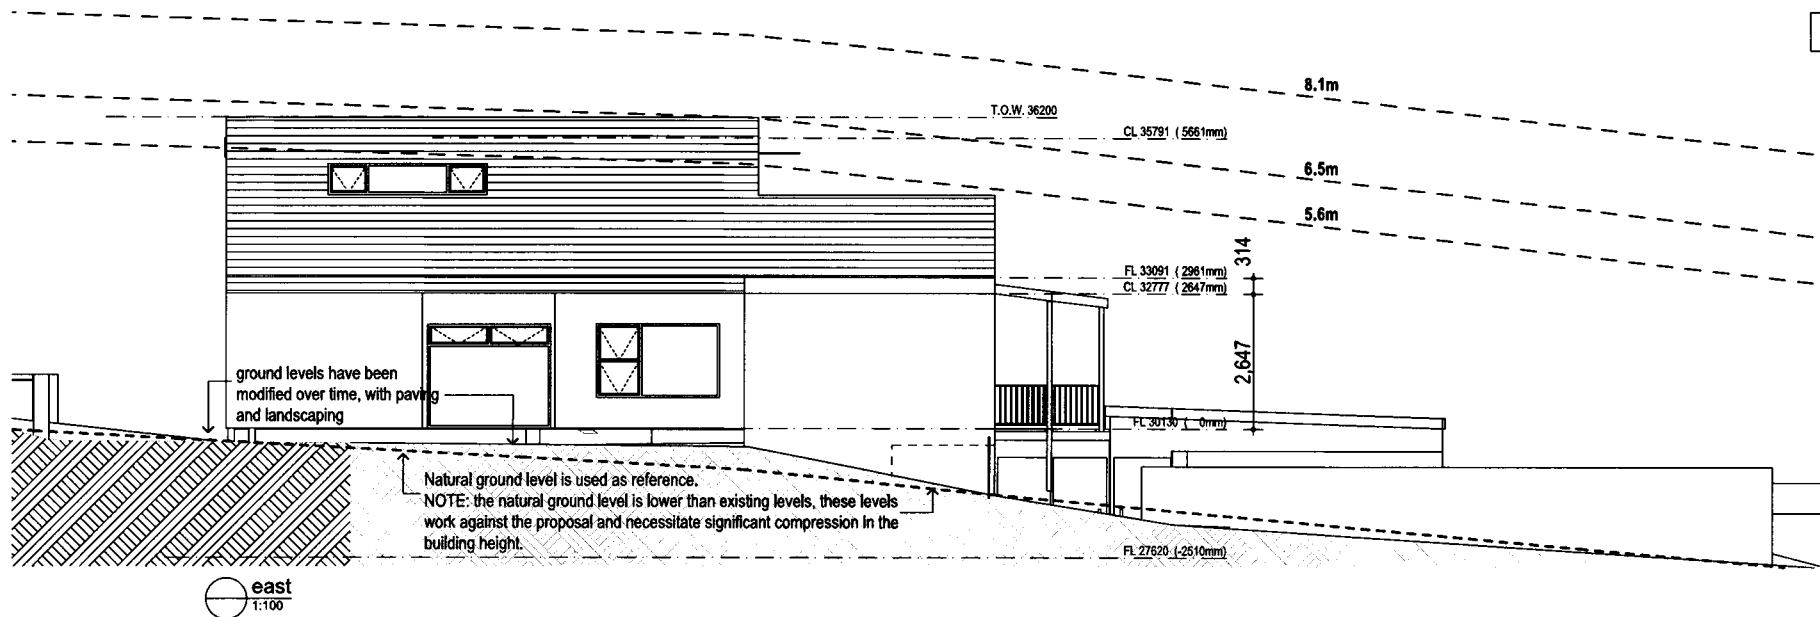 8.1m
T.O.W. 36200
CL 35791 ( 5661mm)
6.5m
5.6m
314
FL 33091 ( 2961mm)
CL 32777 ( 2647mm)
2,647
ground levels have been
modified over time, with paving
and landscaping
FL 30130 ( 0mm)
Natural ground level is used as reference.
NOTE: the natural ground level is lower than existing levels, these levels
work against the proposal and necessitate significant compression in the
building height.
FL 27620 (-2510mm)
east
1:100